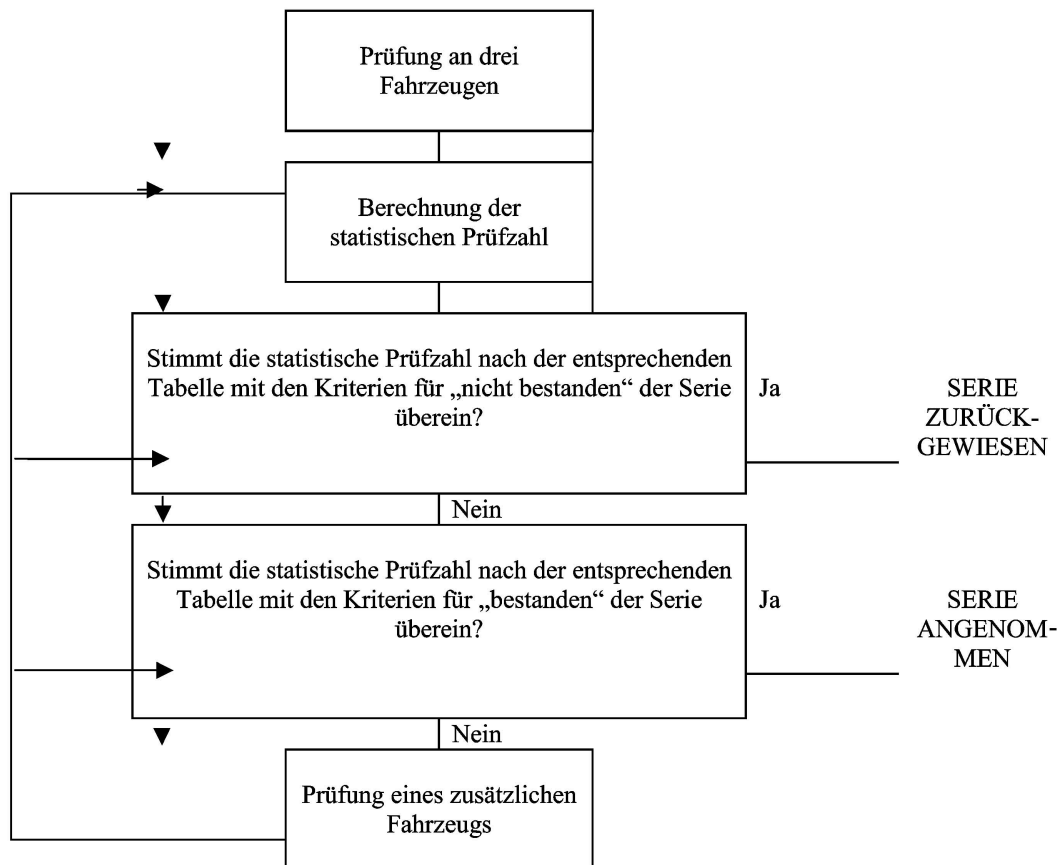 Prüfung an drei
Fahrzeugen
Berechnung der
statistischen Prüfzahl
Stimmt die statistische Prüfzahl nach der entsprechenden
Tabelle mit den Kriterien für „nicht bestanden“ der Serie
überein?
Ja
SERIE
ZURÜCK-
GEWIESEN
Nein
Stimmt die statistische Prüfzahl nach der entsprechenden
Tabelle mit den Kriterien für „bestanden“ der Serie
überein?
Ja
SERIE
ANGENOM-
MEN
Nein
Prüfung eines zusätzlichen
Fahrzeugs